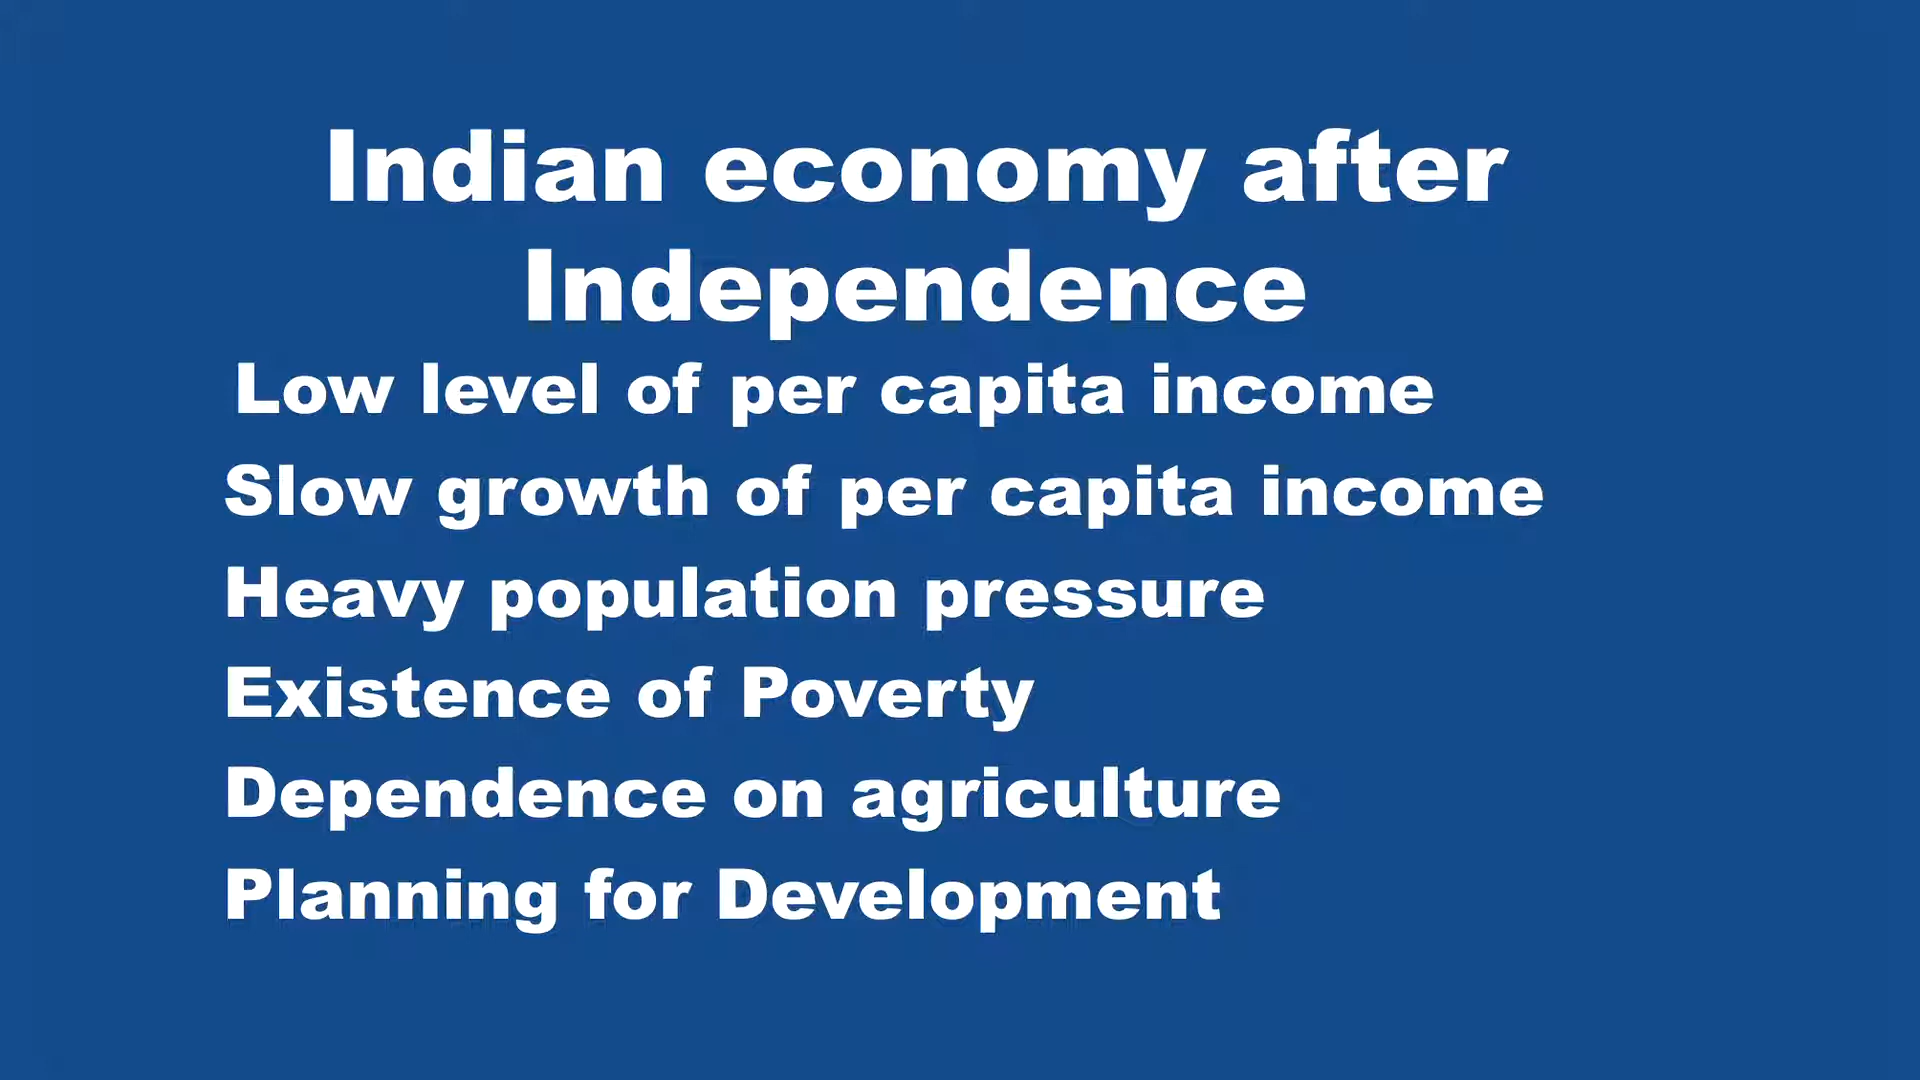 Indian economy after
Independence
Low level of per capita income
Slow growth of per capita income
Heavy population pressure
Existence of Poverty
Dependence on agriculture
Planning for Development